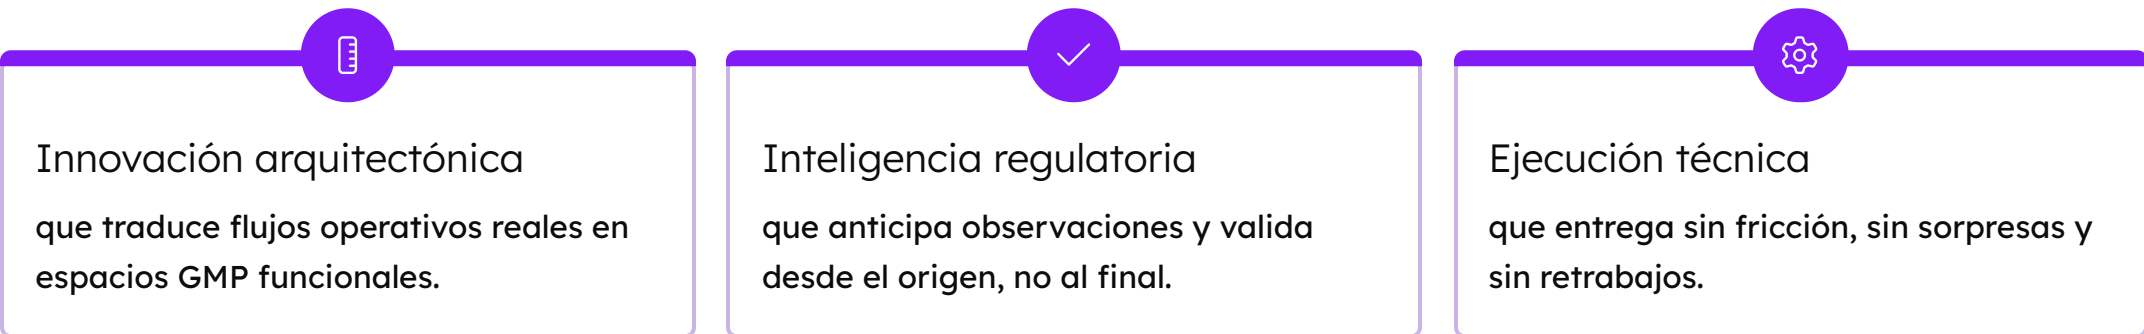 Innovación arquitectónica
que traduce flujos operativos reales en
espacios GMP funcionales.
Inteligencia regulatoria
que anticipa observaciones y valida
desde el origen, no al final.
Ejecución técnica
que entrega sin fricción, sin sorpresas y
sin retrabajos.